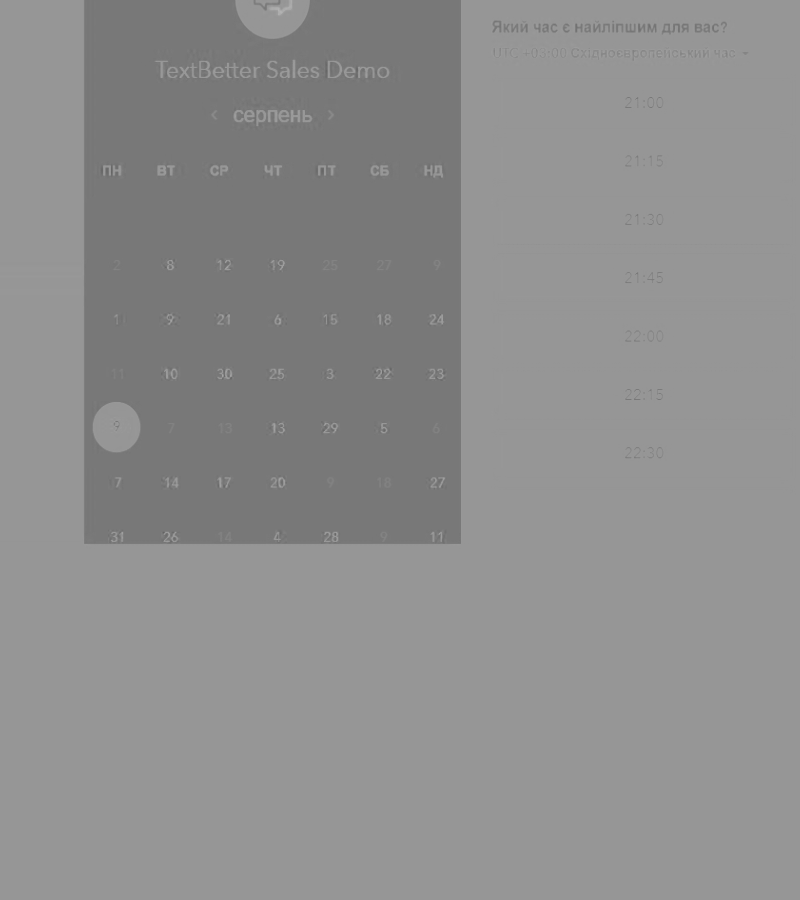 TextBetter Sales Demo
‹ серпень ›
ПН ВТ СР ЧТ ПТ СБ НД
2 8 12 19 25 27 9
1 9 21 6 15 18 24
11 10 30 25 3 22 23
9 7 13 13 29 5 6
7 14 17 20 9 18 27
31 26 14 4 28 9 11
Який час є найліпшим для вас?
UTC +03:00 Східноєвропейський час
21:00
21:15
21:30
21:45
22:00
22:15
22:30